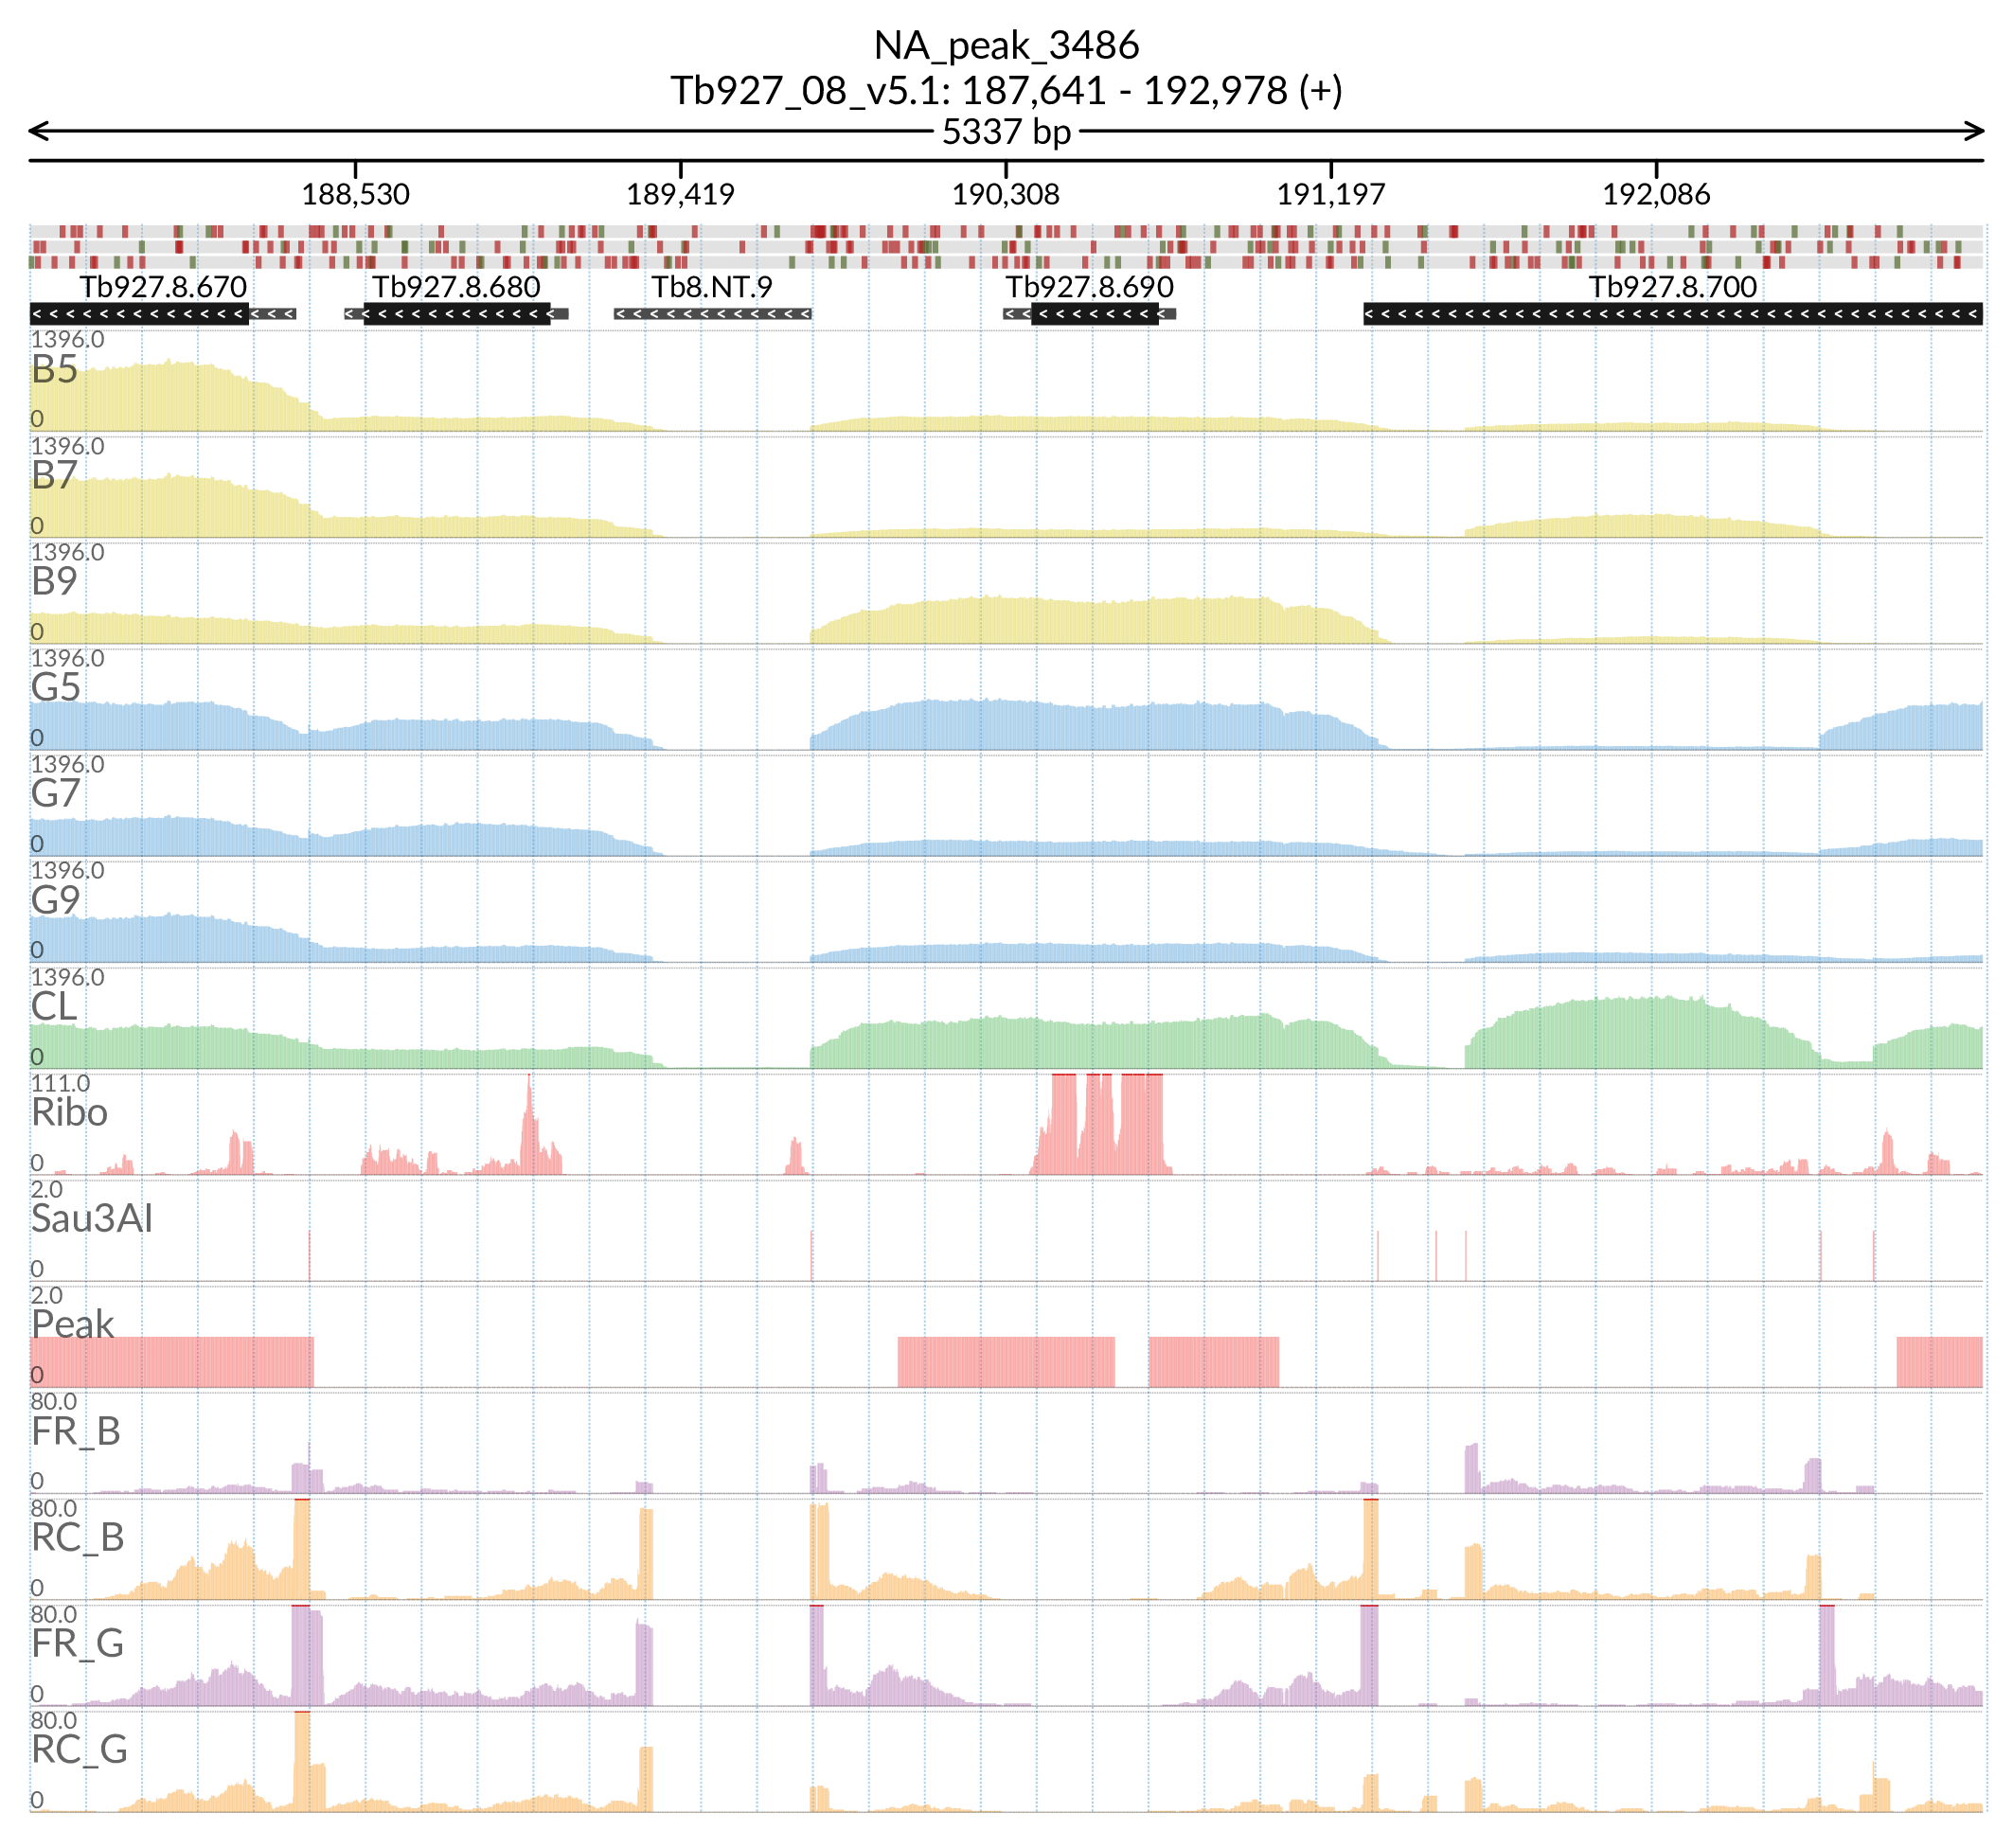 NA_peak_3486
Tb927_08_v5.1: 187,641 - 192,978 (+)
5337 bp
188,530 189,419 190,308 191,197 192,086
Tb927.8.670 Tb927.8.680 Tb8.NT.9 Tb927.8.690 Tb927.8.700
1396.0
B5
0
1396.0
B7
0
1396.0
B9
0
1396.0
G5
0
1396.0
G7
0
1396.0
G9
0
1396.0
CL
0
111.0
Ribo
0
2.0
Sau3AI
0
2.0
Peak
0
80.0
FR_B
0
80.0
RC_B
0
80.0
FR_G
0
80.0
RC_G
0